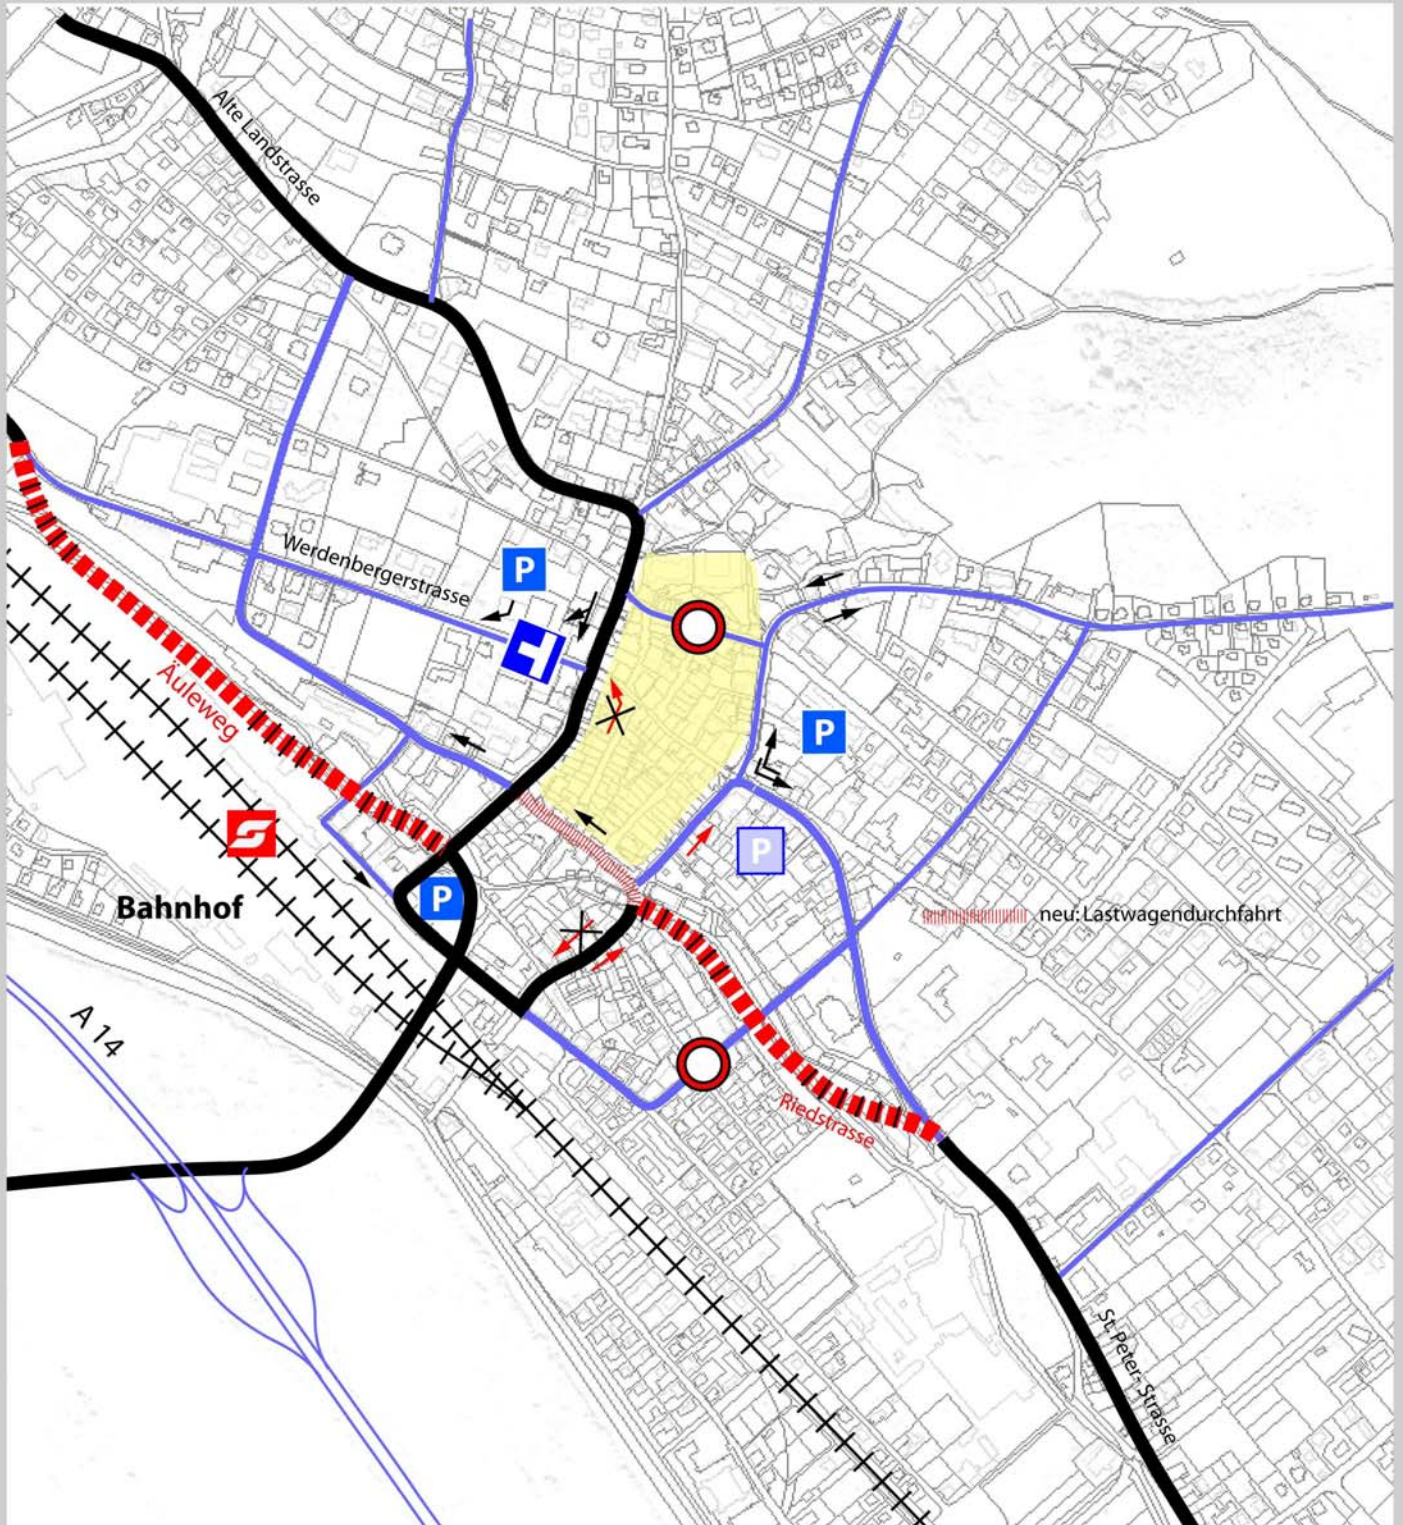 Alte Landstrasse
Werdenbergerstrasse
P
Äuleweg
P
P
Bahnhof
P
neu: Lastwagendurchfahrt
A 14
Riedstrasse
St. Peter- Strasse